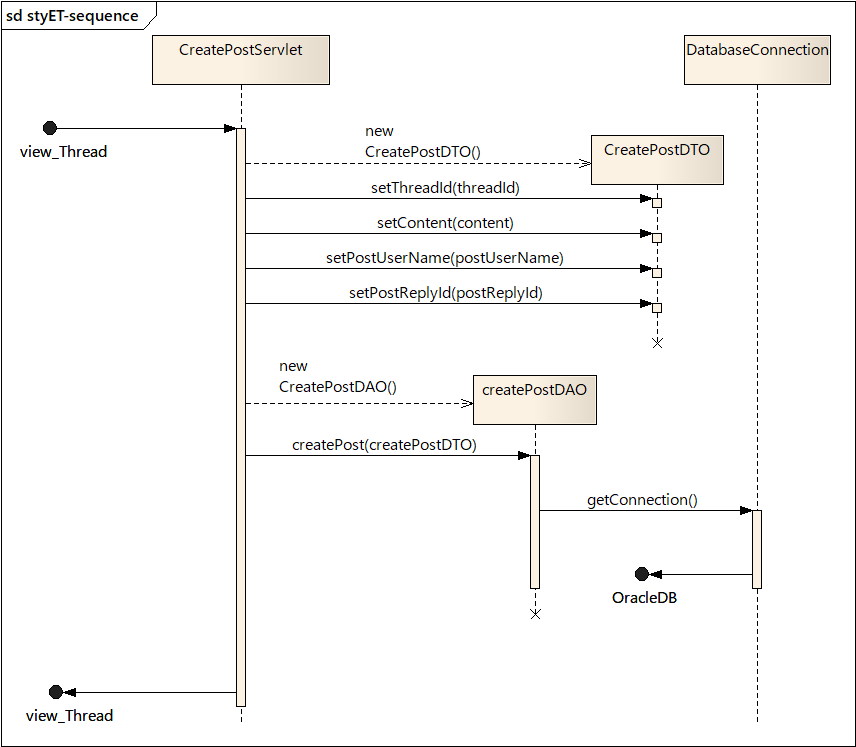 sd styET-sequence
CreatePostServlet
DatabaseConnection
view_Thread
new
CreatePostDTO()
CreatePostDTO
setThreadId(threadId)
setContent(content)
setPostUserName(postUserName)
setPostReplyId(postReplyId)
new
CreatePostDAO()
createPostDAO
createPost(createPostDTO)
getConnection()
OracleDB
view_Thread